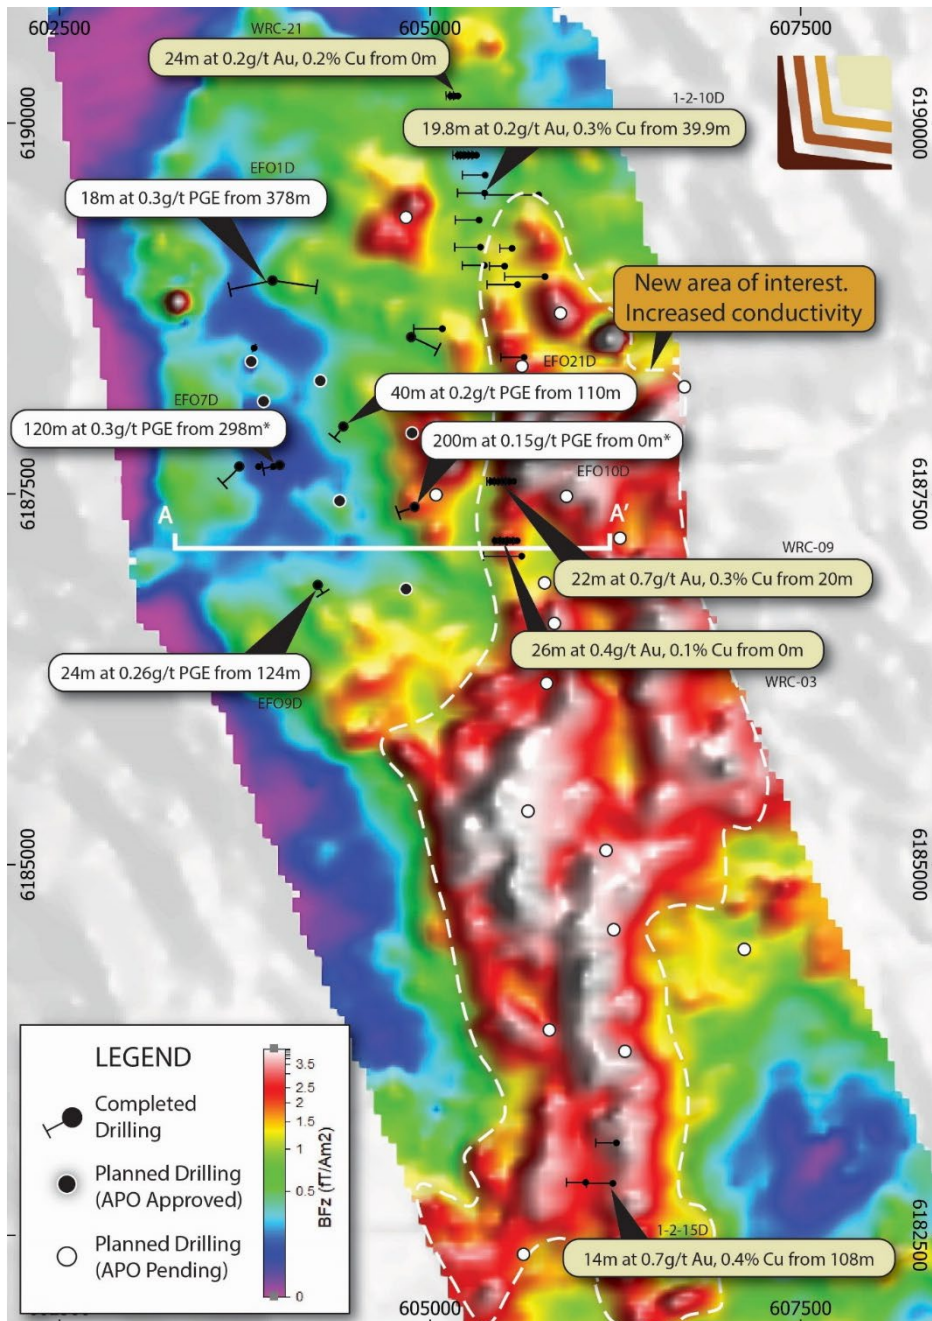 602500
605000
607500
WRC-21
24m at 0.2g/t Au, 0.2% Cu from 0m
6190000
6190000
1-2-10D
19.8m at 0.2g/t Au, 0.3% Cu from 39.9m
EFO1D
18m at 0.3g/t PGE from 378m
New area of interest.
Increased conductivity
EFO21D
40m at 0.2g/t PGE from 110m
EFO7D
120m at 0.3g/t PGE from 298m*
200m at 0.15g/t PGE from 0m*
EFO10D
6187500
6187500
A
A'
WRC-09
22m at 0.7g/t Au, 0.3% Cu from 20m
26m at 0.4g/t Au, 0.1% Cu from 0m
WRC-03
24m at 0.26g/t PGE from 124m
EFO9D
6185000
6185000
LEGEND
Completed
Drilling
Planned Drilling
(APO Approved)
Planned Drilling
(APO Pending)
BFz (fT/Am2)
3.5
2.5
2
1.5
1
0.5
0
6182500
1-2-15D
14m at 0.7g/t Au, 0.4% Cu from 108m
605000
607500